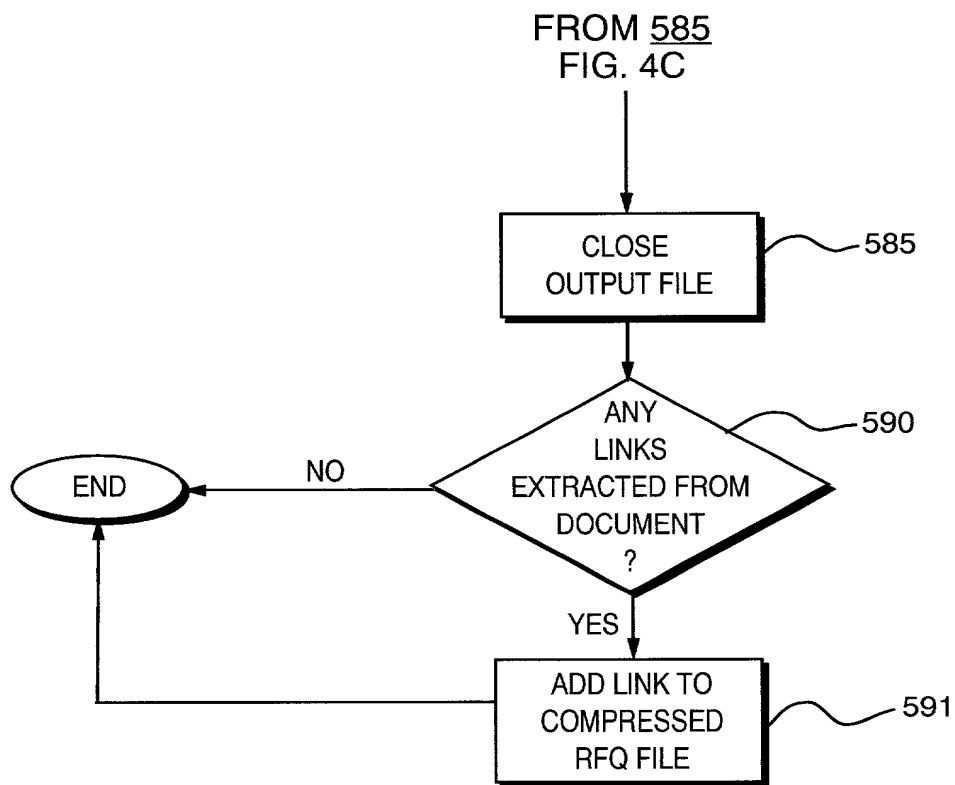 FROM 585
FIG. 4C
CLOSE
OUTPUT FILE
585
ANY
LINKS
EXTRACTED FROM
DOCUMENT
?
590
NO
END
YES
ADD LINK TO
COMPRESSED
RFQ FILE
591